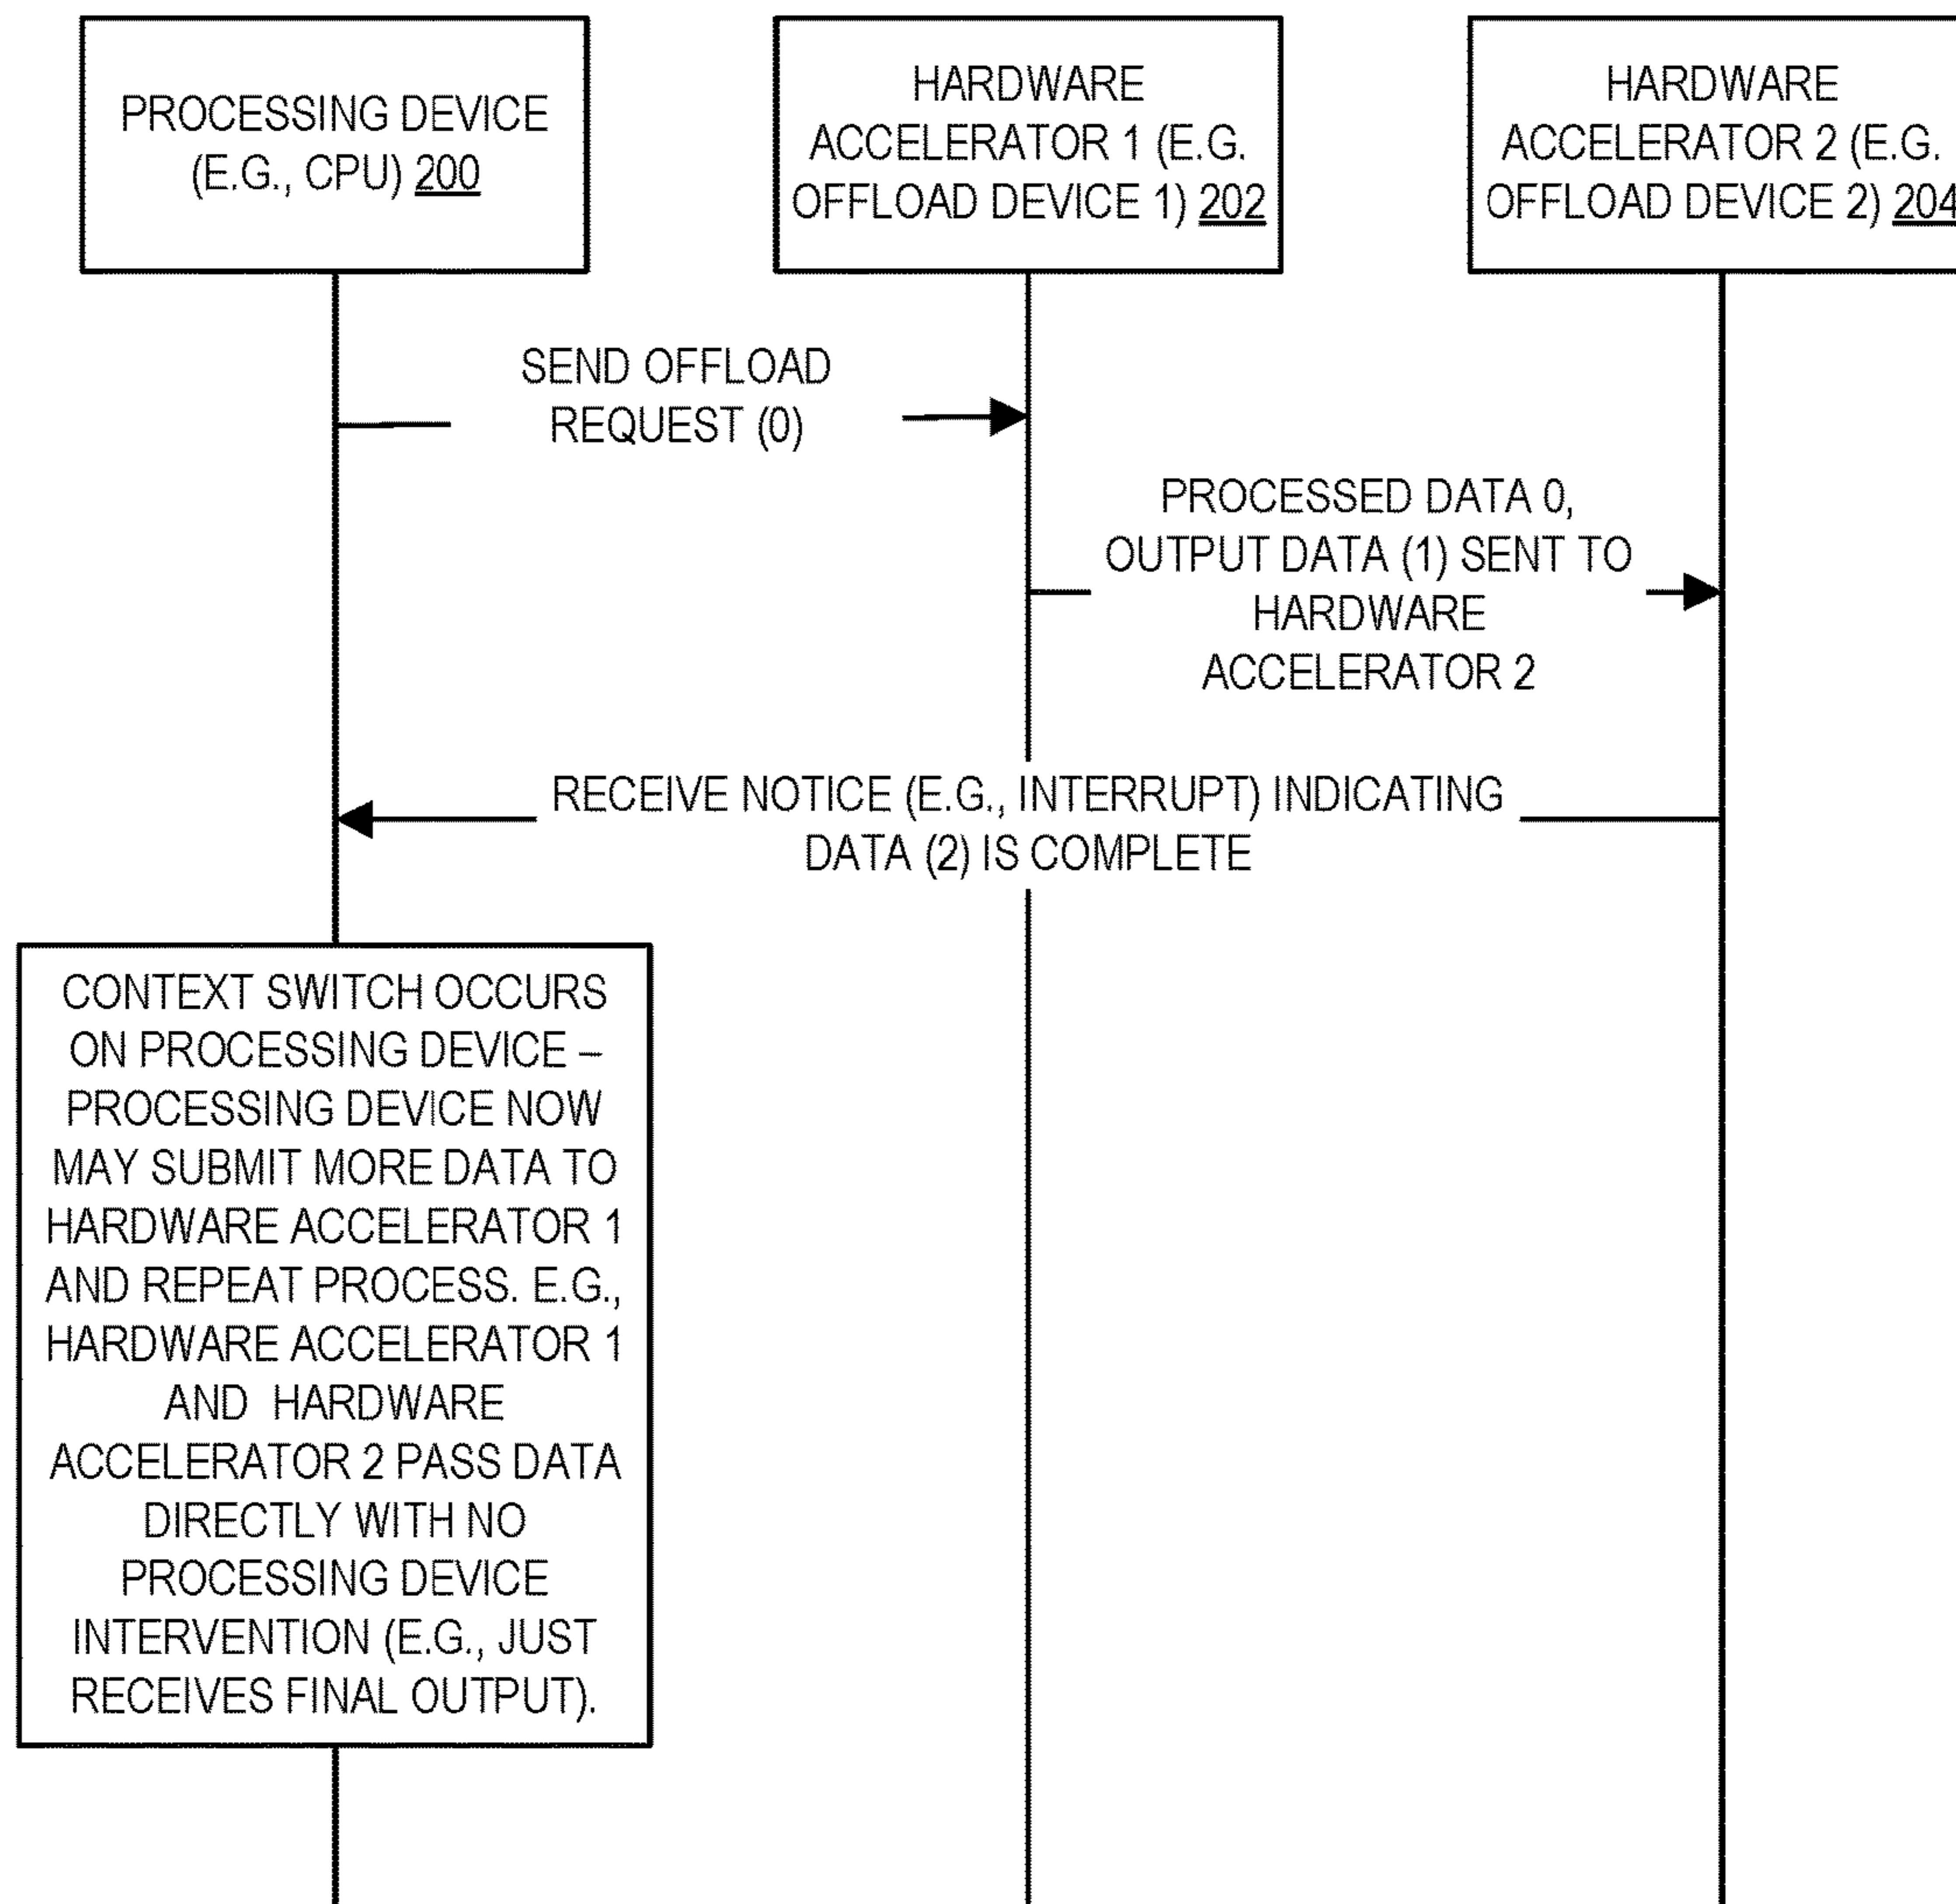 PROCESSING DEVICE
(E.G., CPU) 200
HARDWARE
ACCELERATOR 1 (E.G.
OFFLOAD DEVICE 1) 202
HARDWARE
ACCELERATOR 2 (E.G.
OFFLOAD DEVICE 2) 204
SEND OFFLOAD
REQUEST (0)
PROCESSED DATA 0,
OUTPUT DATA (1) SENT TO
HARDWARE
ACCELERATOR 2
RECEIVE NOTICE (E.G., INTERRUPT) INDICATING
DATA (2) IS COMPLETE
CONTEXT SWITCH OCCURS
ON PROCESSING DEVICE –
PROCESSING DEVICE NOW
MAY SUBMIT MORE DATA TO
HARDWARE ACCELERATOR 1
AND REPEAT PROCESS. E.G.,
HARDWARE ACCELERATOR 1
AND HARDWARE
ACCELERATOR 2 PASS DATA
DIRECTLY WITH NO
PROCESSING DEVICE
INTERVENTION (E.G., JUST
RECEIVES FINAL OUTPUT).